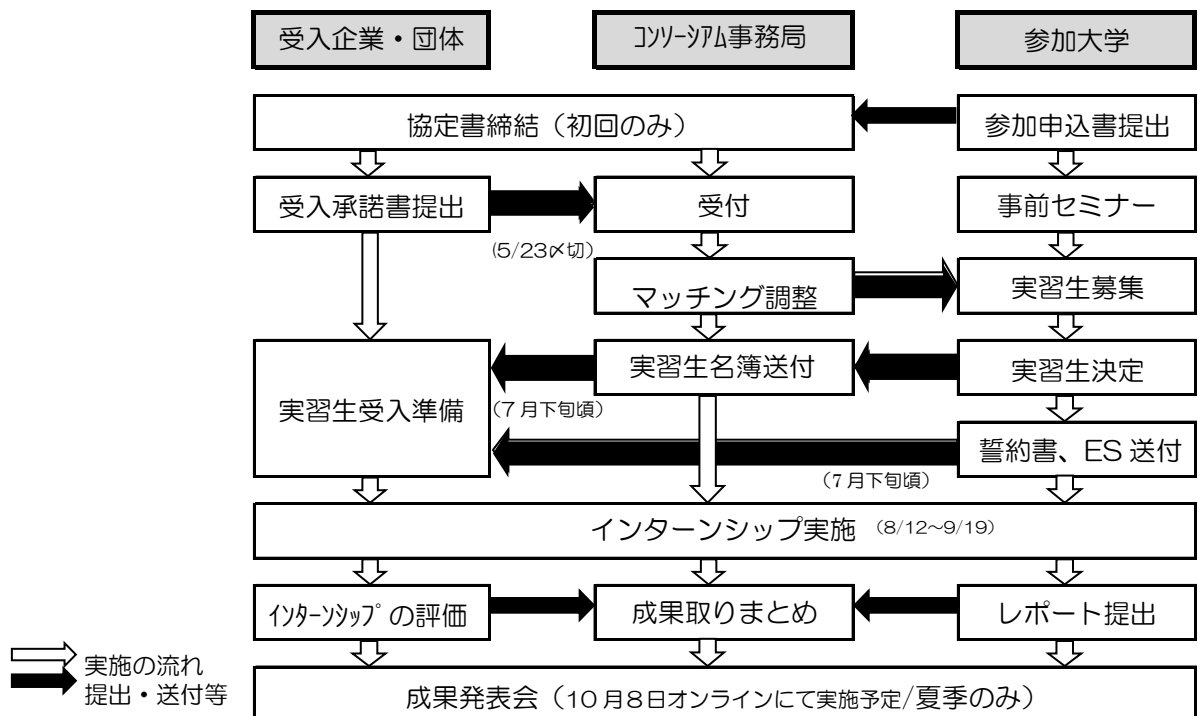 受入企業・団体
ｺﾝｿｰｼｱﾑ事務局
参加大学
協定書締結（初回のみ）
参加申込書提出
受入承諾書提出
受付
事前セミナー
(5/23〆切）
マッチング調整
実習生募集
実習生受入準備
実習生名簿送付
実習生決定
（７月下旬頃）
誓約書、ES 送付
（７月下旬頃）
インターンシップ実施 （8/12～9/19）
ｲﾝﾀｰﾝｼｯﾌﾟの評価
成果取りまとめ
レポート提出
実施の流れ
提出・送付等
成果発表会（10 月８日オンラインにて実施予定/夏季のみ）